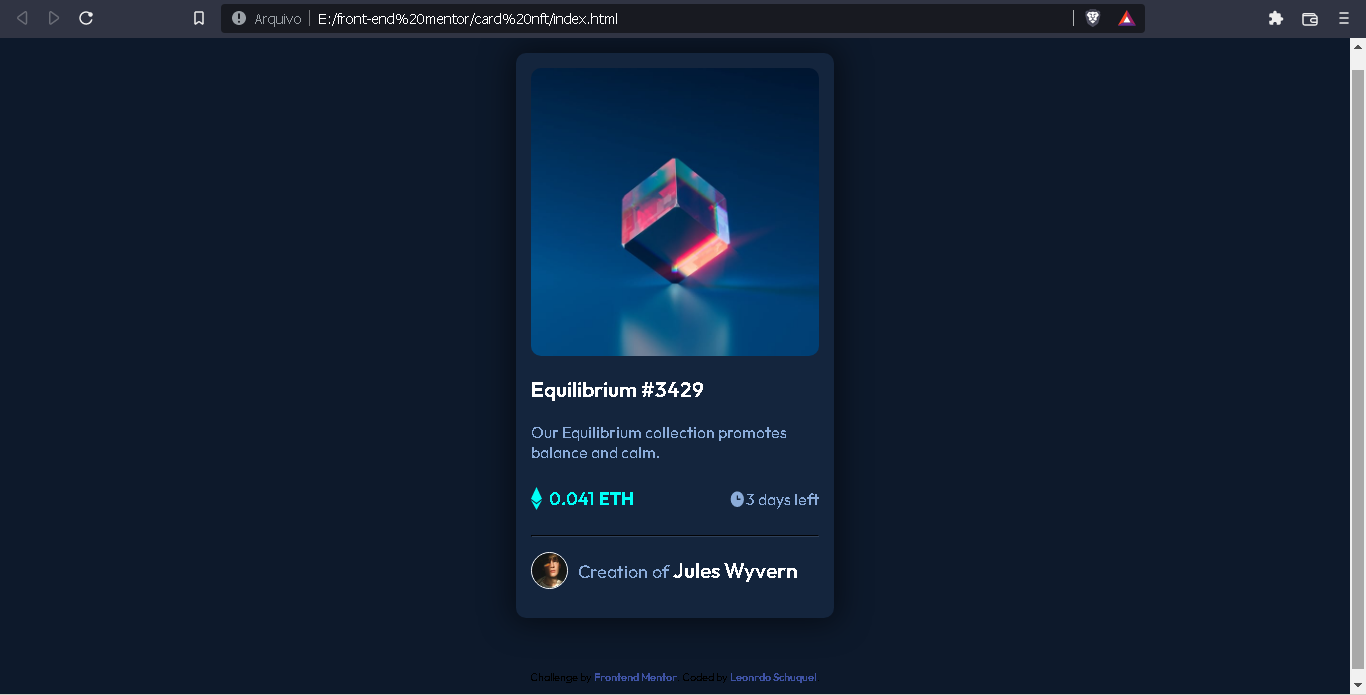 Arquivo E:/front-end%20mentor/card%20nft/index.html
Equilibrium #3429
Our Equilibrium collection promotes
balance and calm.
0.041 ETH 3 days left
Creation of Jules Wyvern
Challenge by Frontend Mentor. Coded by Leonrdo Schuquel